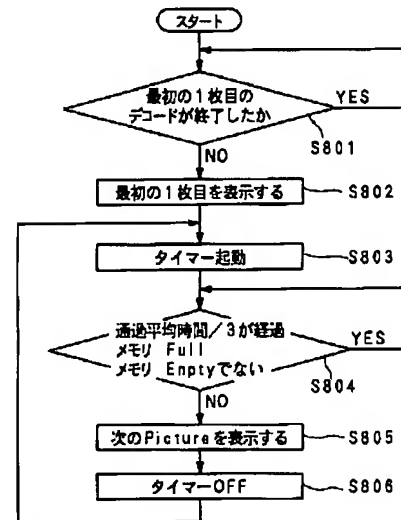 スタート
最初の1枚目の
デコードが終了したか
YES
S801
NO
最初の1枚目を表示する
S802
タイマー起動
S803
通過平均時間/3が経過
メモリ Full
メモリ Emptyでない
YES
S804
NO
次のPictureを表示する
S805
タイマーOFF
S806